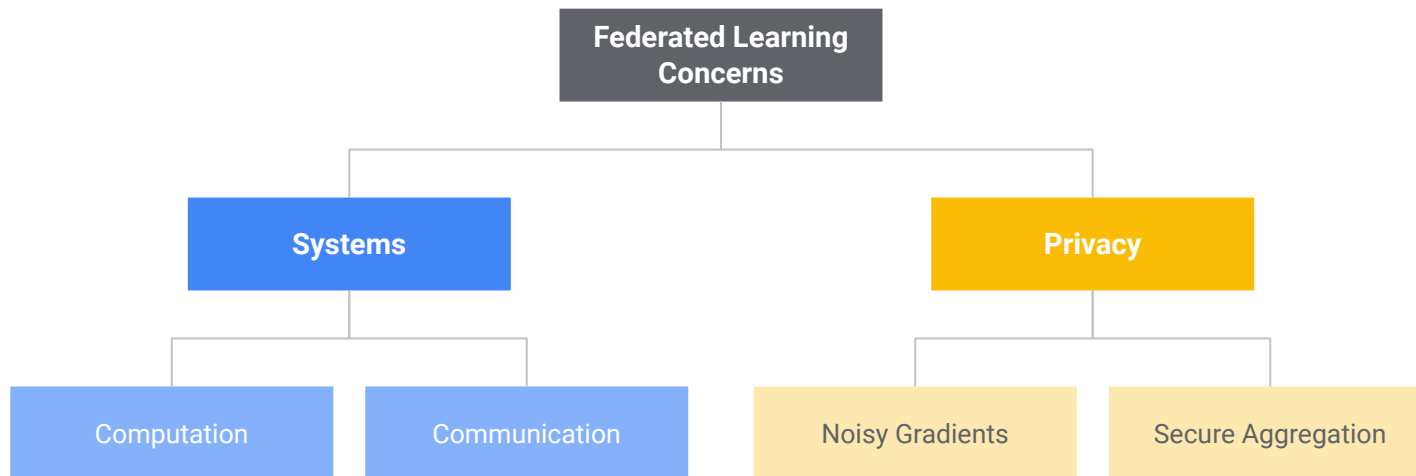 Federated Learning
Concerns
Systems
Privacy
Computation
Communication
Noisy Gradients
Secure Aggregation